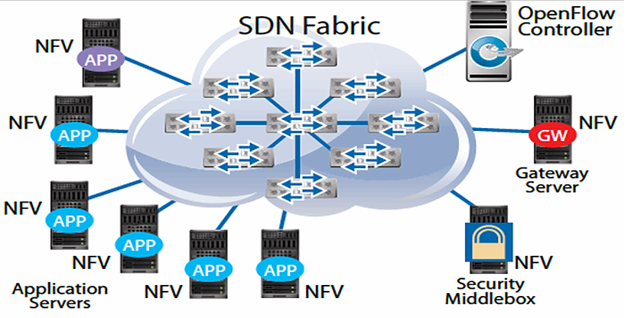 SDN Fabric
OpenFlow
Controller
NFV
APP
NFV
APP
GW
NFV
Gateway
Server
NFV
APP
NFV
APP
NFV
APP
NFV
APP
NFV
Application
Servers
NFV
Security
Middlebox